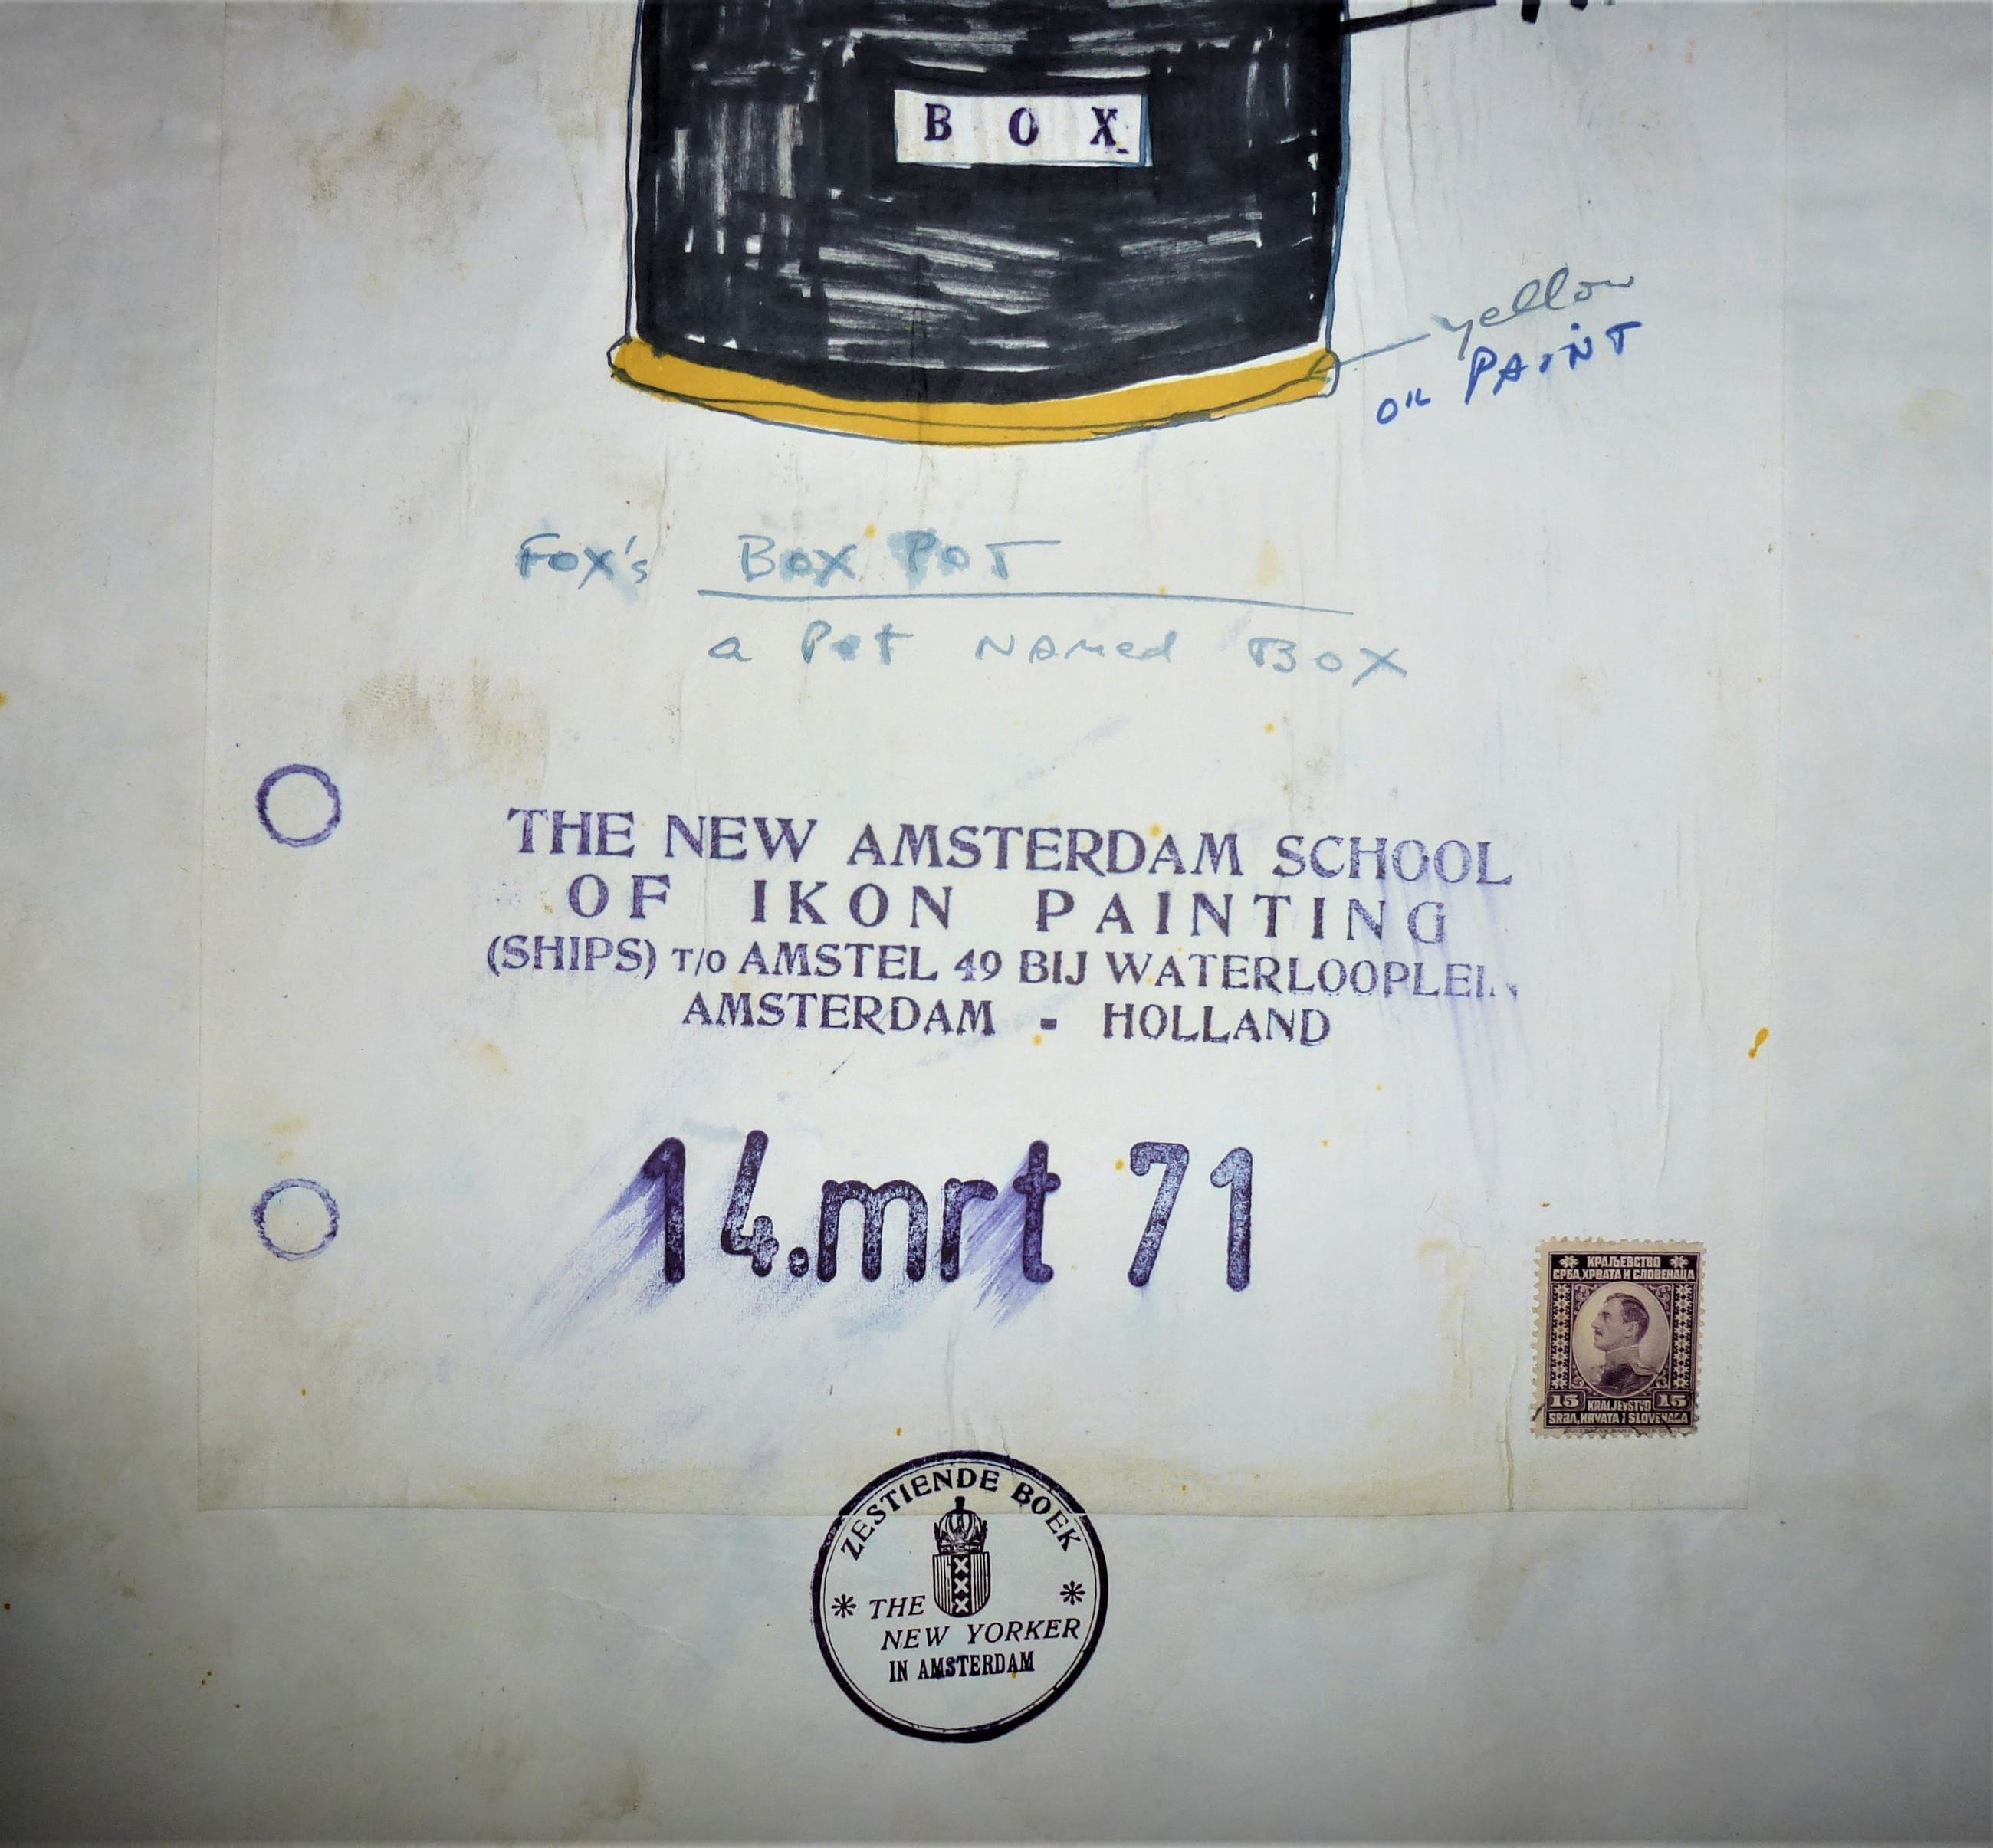 B O X
yellow
OIL PAINT
Fox's BOX POT
a Pot NAMed BOX
THE NEW AMSTERDAM SCHOOL
OF IKON PAINTING
(SHIPS) T/O AMSTEL 49 BIJ
AMSTERDAM - HOLLAND
14.mrt 71
КРАЉЕВСТВО
СРБА, ХРВАТА И СЛОВЕНАЦА
15 KRALJEVSTVO 15
SRBA, HRVATA I SLOVENACA
ZESTIENDE BOEK
THE
NEW YORKER
IN AMSTERDAM